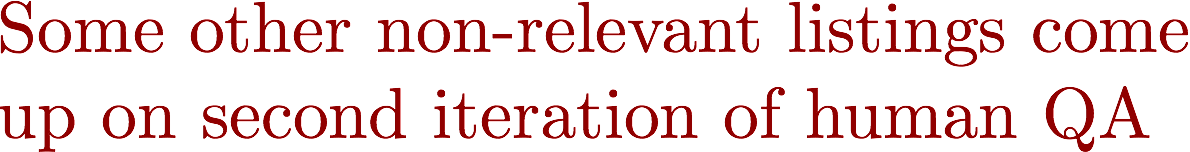 Some other non-relevant listings come
up on second iteration of human QA